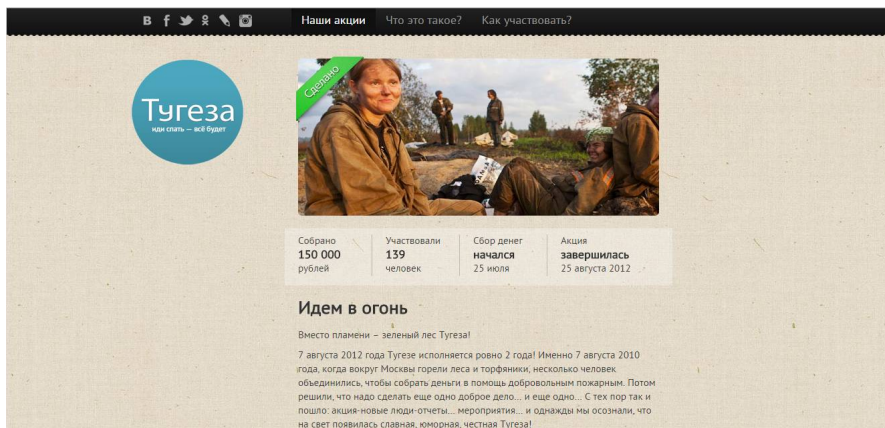 Наши акции Что это такое? Как участвовать?
Тугеза
иди спать — всё будет
Сделано
Собрано Участвовали Сбор денег Акция
150 000 139 начался завершилась
рублей человек 25 июля 25 августа 2012
Идем в огонь
Вместо пламени – зеленый лес Тугеза!
7 августа 2012 года Тугезе исполняется ровно 2 года! Именно 7 августа 2010
года, когда вокруг Москвы горели леса и торфяники, несколько человек
объединились, чтобы собрать деньги в помощь добровольным пожарным. Потом
решили, что надо сделать еще одно доброе дело... и еще одно... С тех пор так и
пошло: акция-новые люди-отчеты... мероприятия... и однажды мы осознали, что
на свет появилась славная, юморная, честная Тугеза!